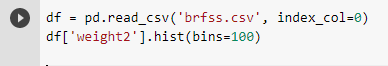 df = pd.read_csv('brfss.csv', index_col=0)
df['weight2'].hist(bins=100)